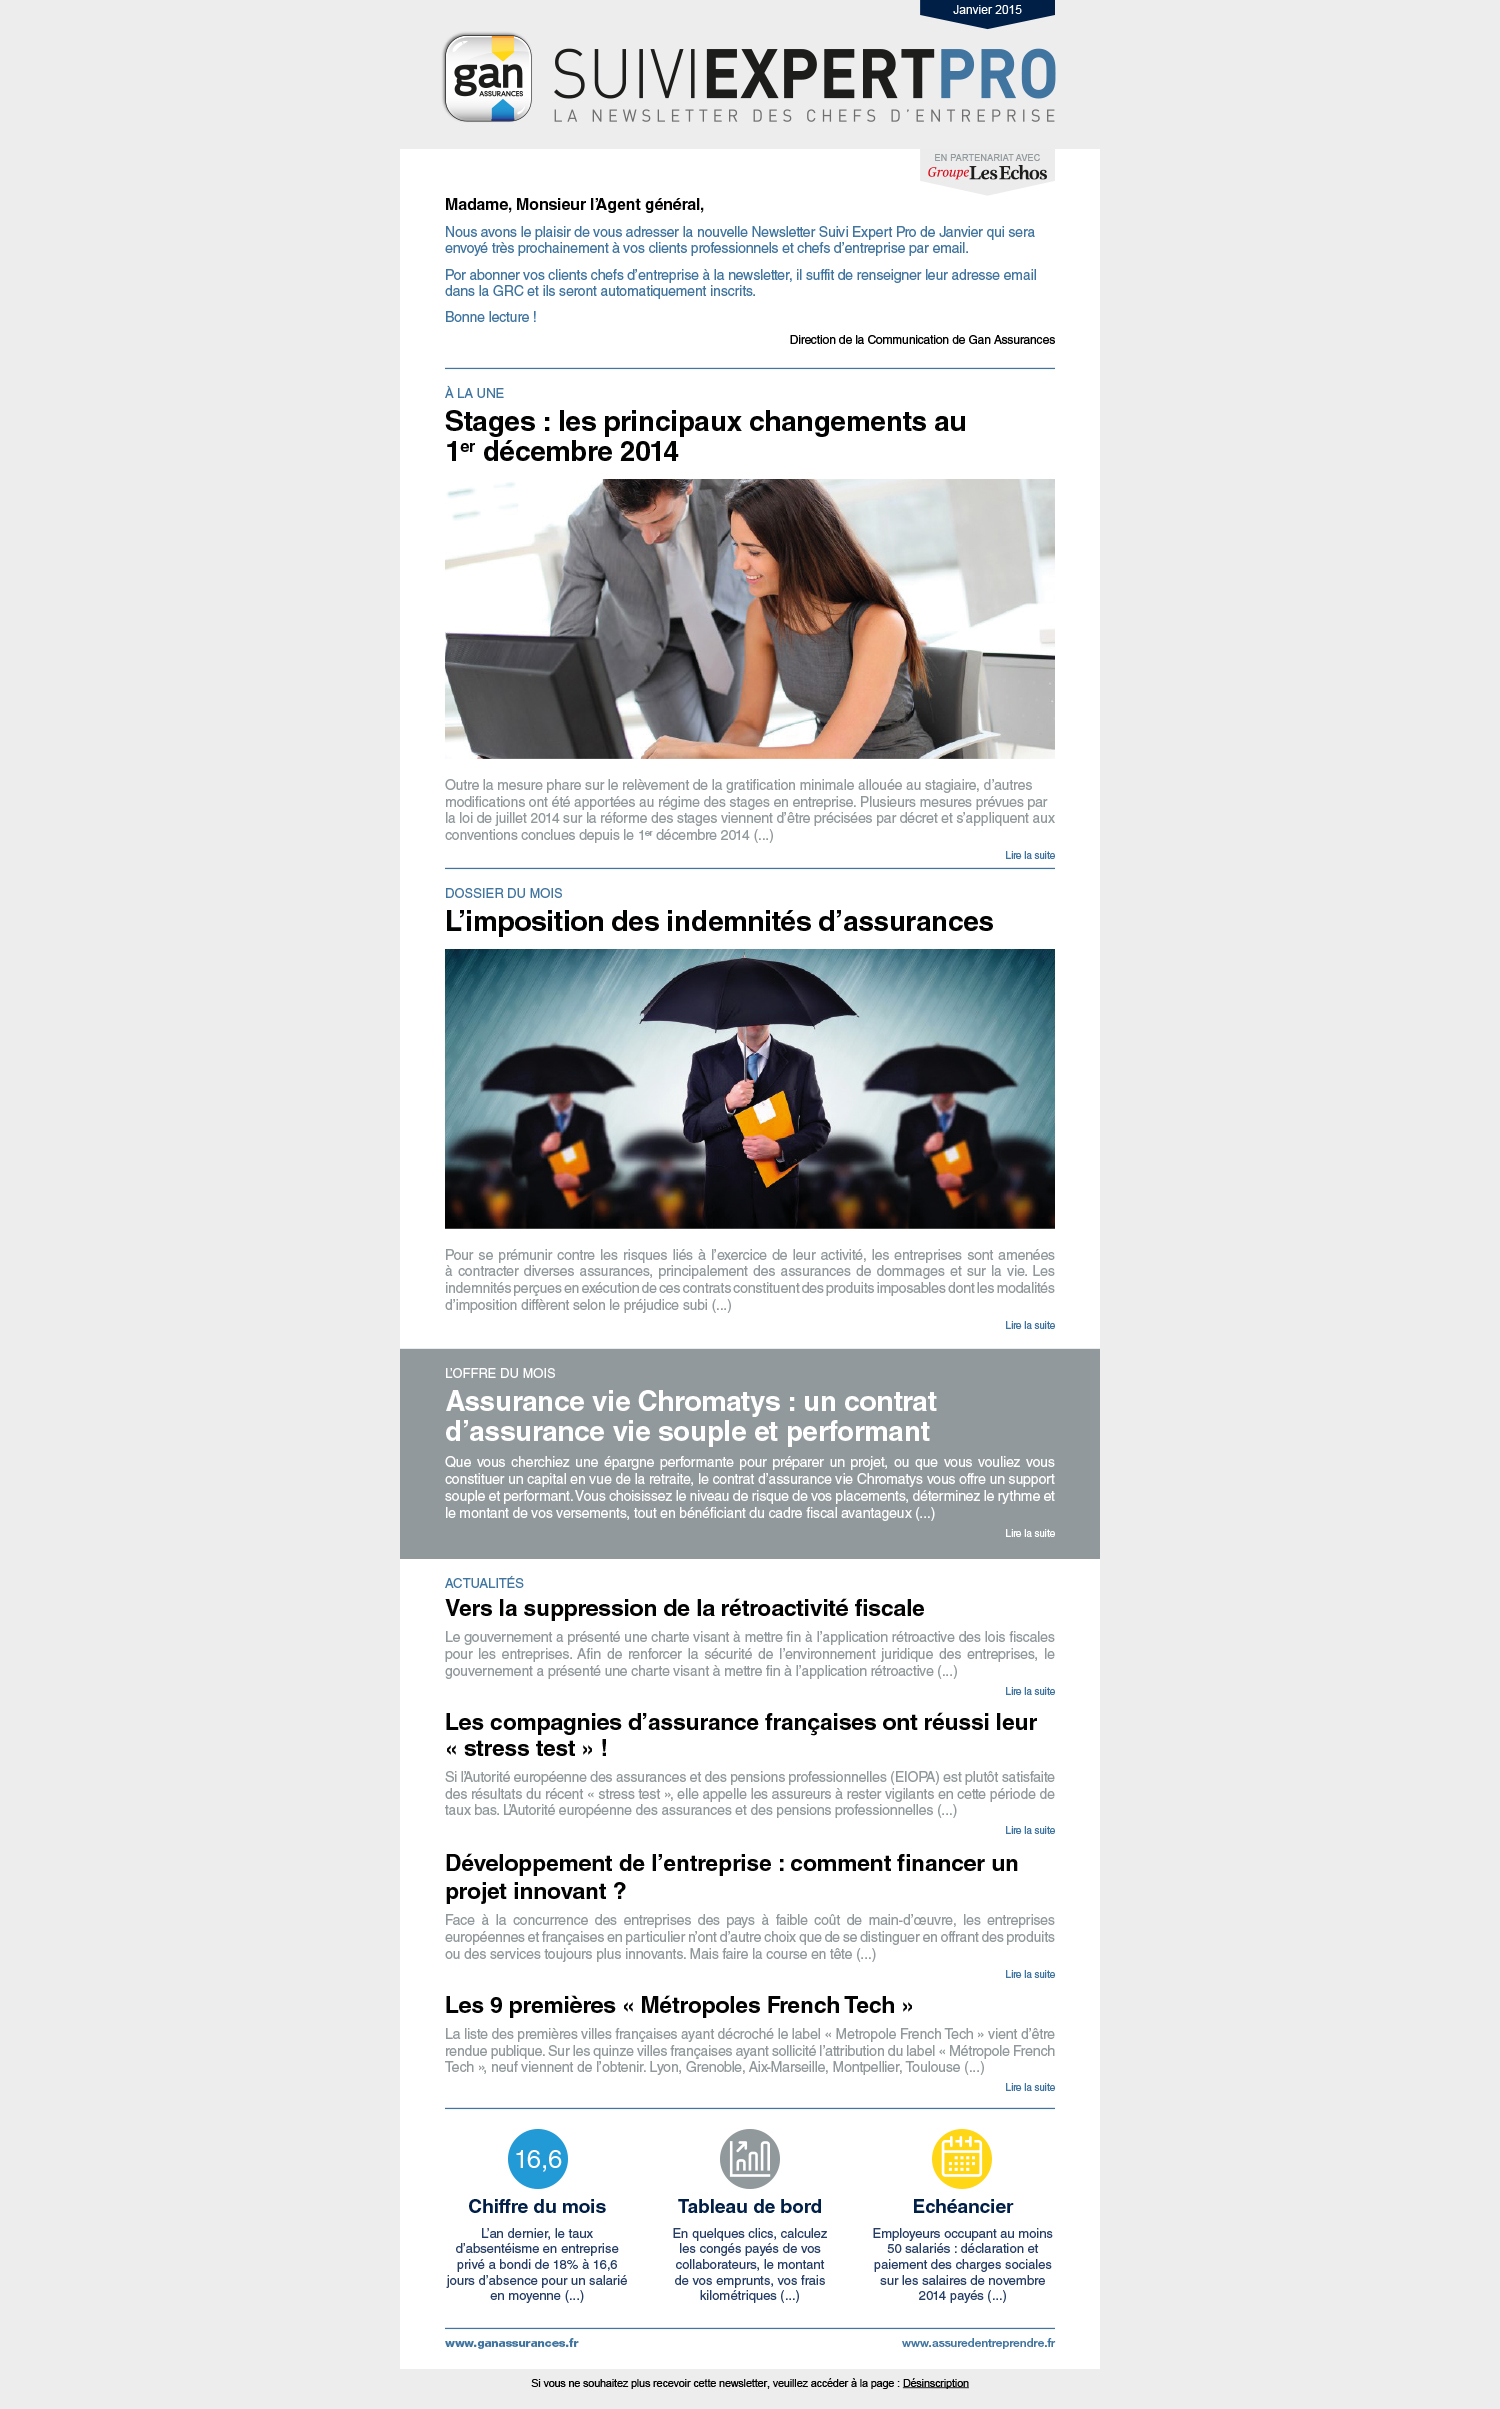 Janvier 2015
gan
ASSURANCES
SUIVIEXPERTPRO
LA NEWSLETTER DES CHEFS D'ENTREPRISE
EN PARTENARIAT AVEC
Groupe Les Echos
Madame, Monsieur l’Agent général,
Nous avons le plaisir de vous adresser la nouvelle Newsletter Suivi Expert Pro de Janvier qui sera
envoyé très prochainement à vos clients professionnels et chefs d’entreprise par email.
Por abonner vos clients chefs d’entreprise à la newsletter, il suffit de renseigner leur adresse email
dans la GRC et ils seront automatiquement inscrits.
Bonne lecture !
Direction de la Communication de Gan Assurances
À LA UNE
Stages : les principaux changements au
1er décembre 2014
Outre la mesure phare sur le relèvement de la gratification minimale allouée au stagiaire, d’autres
modifications ont été apportées au régime des stages en entreprise. Plusieurs mesures prévues par
la loi de juillet 2014 sur la réforme des stages viennent d’être précisées par décret et s’appliquent aux
conventions conclues depuis le 1er décembre 2014 (...)
Lire la suite
DOSSIER DU MOIS
L’imposition des indemnités d’assurances
Pour se prémunir contre les risques liés à l’exercice de leur activité, les entreprises sont amenées
à contracter diverses assurances, principalement des assurances de dommages et sur la vie. Les
indemnités perçues en exécution de ces contrats constituent des produits imposables dont les modalités
d’imposition diffèrent selon le préjudice subi (...)
Lire la suite
L’OFFRE DU MOIS
Assurance vie Chromatys : un contrat
d’assurance vie souple et performant
Que vous cherchiez une épargne performante pour préparer un projet, ou que vous vouliez vous
constituer un capital en vue de la retraite, le contrat d’assurance vie Chromatys vous offre un support
souple et performant. Vous choisissez le niveau de risque de vos placements, déterminez le rythme et
le montant de vos versements, tout en bénéficiant du cadre fiscal avantageux (...)
Lire la suite
ACTUALITÉS
Vers la suppression de la rétroactivité fiscale
Le gouvernement a présenté une charte visant à mettre fin à l’application rétroactive des lois fiscales
pour les entreprises. Afin de renforcer la sécurité de l’environnement juridique des entreprises, le
gouvernement a présenté une charte visant à mettre fin à l’application rétroactive (...)
Lire la suite
Les compagnies d’assurance françaises ont réussi leur
« stress test » !
Si l’Autorité européenne des assurances et des pensions professionnelles (EIOPA) est plutôt satisfaite
des résultats du récent « stress test », elle appelle les assureurs à rester vigilants en cette période de
taux bas. L’Autorité européenne des assurances et des pensions professionnelles (...)
Lire la suite
Développement de l’entreprise : comment financer un
projet innovant ?
Face à la concurrence des entreprises des pays à faible coût de main-d’œuvre, les entreprises
européennes et françaises en particulier n’ont d’autre choix que de se distinguer en offrant des produits
ou des services toujours plus innovants. Mais faire la course en tête (...)
Lire la suite
Les 9 premières « Métropoles French Tech »
La liste des premières villes françaises ayant décroché le label « Metropole French Tech » vient d’être
rendue publique. Sur les quinze villes françaises ayant sollicité l’attribution du label « Métropole French
Tech », neuf viennent de l’obtenir. Lyon, Grenoble, Aix-Marseille, Montpellier, Toulouse (...)
Lire la suite
16,6
Chiffre du mois
L’an dernier, le taux
d’absentéisme en entreprise
privé a bondi de 18% à 16,6
jours d’absence pour un salarié
en moyenne (...)
Tableau de bord
En quelques clics, calculez
les congés payés de vos
collaborateurs, le montant
de vos emprunts, vos frais
kilométriques (...)
Echéancier
Employeurs occupant au moins
50 salariés : déclaration et
paiement des charges sociales
sur les salaires de novembre
2014 payés (...)
www.ganassurances.fr
www.assuredentreprendre.fr
Si vous ne souhaitez plus recevoir cette newsletter, veuillez accéder à la page : Désinscription